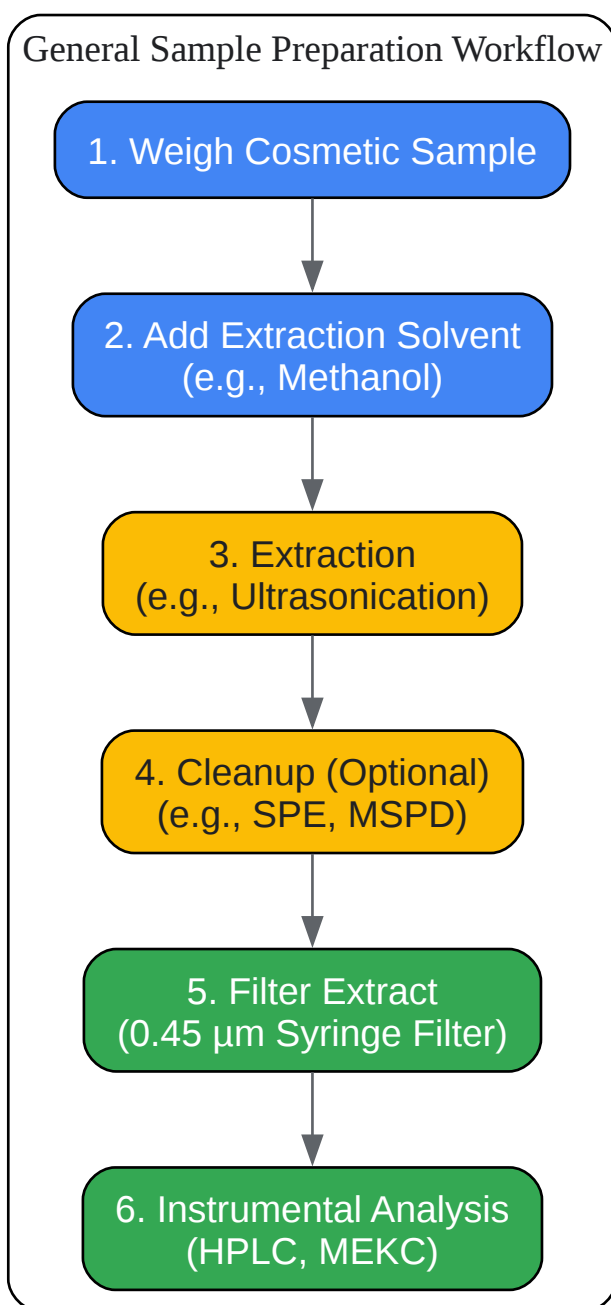 General Sample Preparation Workflow
1. Weigh Cosmetic Sample
2. Add Extraction Solvent
(e.g., Methanol)
3. Extraction
(e.g., Ultrasonication)
4. Cleanup (Optional)
(e.g., SPE, MSPD)
5. Filter Extract
(0.45 µm Syringe Filter)
6. Instrumental Analysis
(HPLC, MEKC)